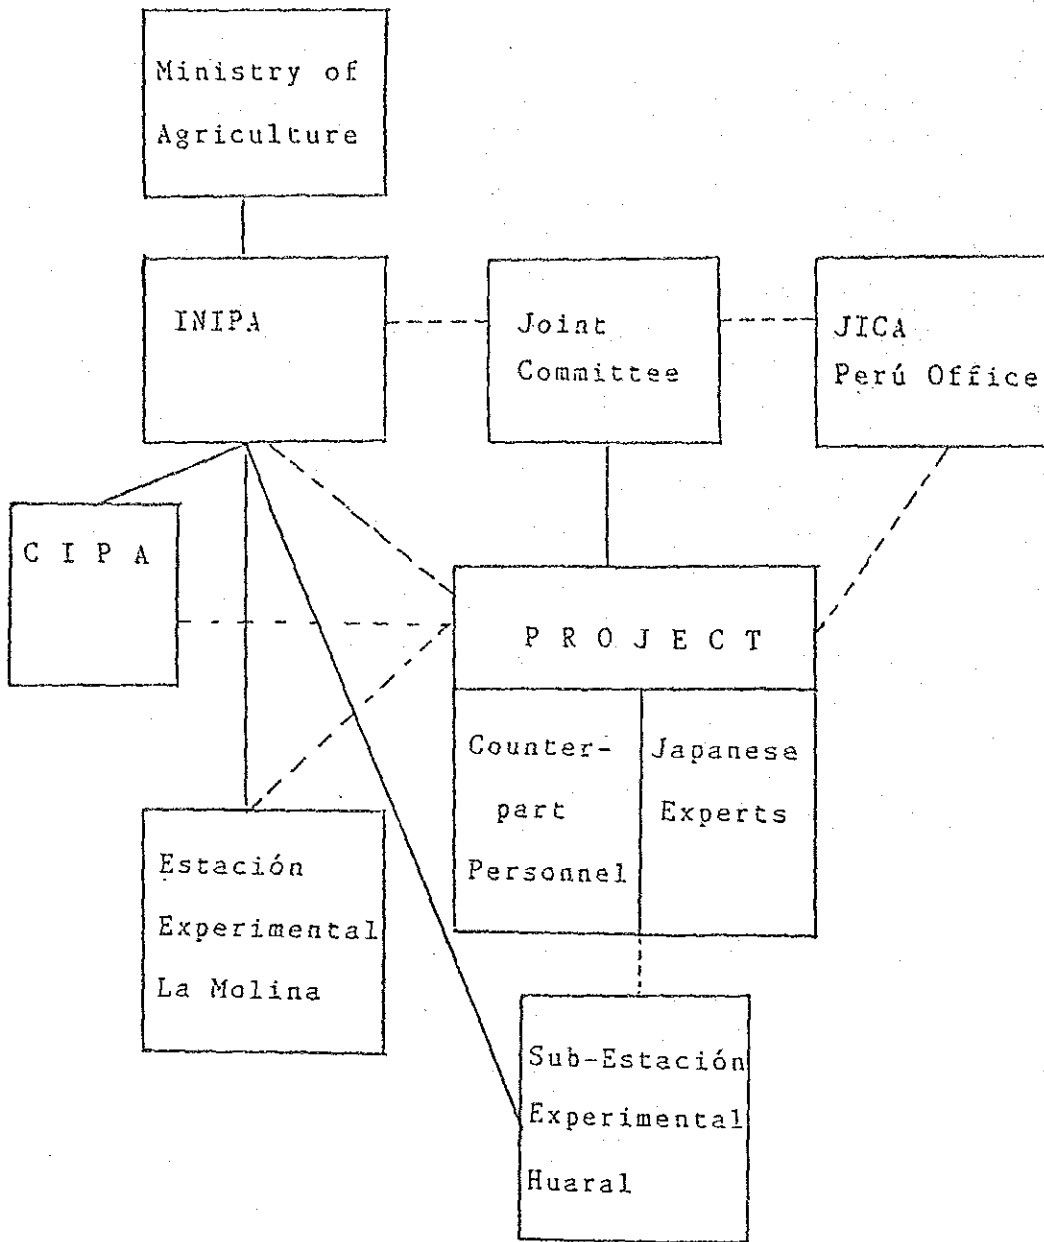 Ministry of
Agriculture
INIPA
Joint
Committee
JICA
Perú Office
C I P A
P R O J E C T
Counter-
part
Personnel
Japanese
Experts
Estación
Experimental
La Molina
Sub-Estación
Experimental
Huaral